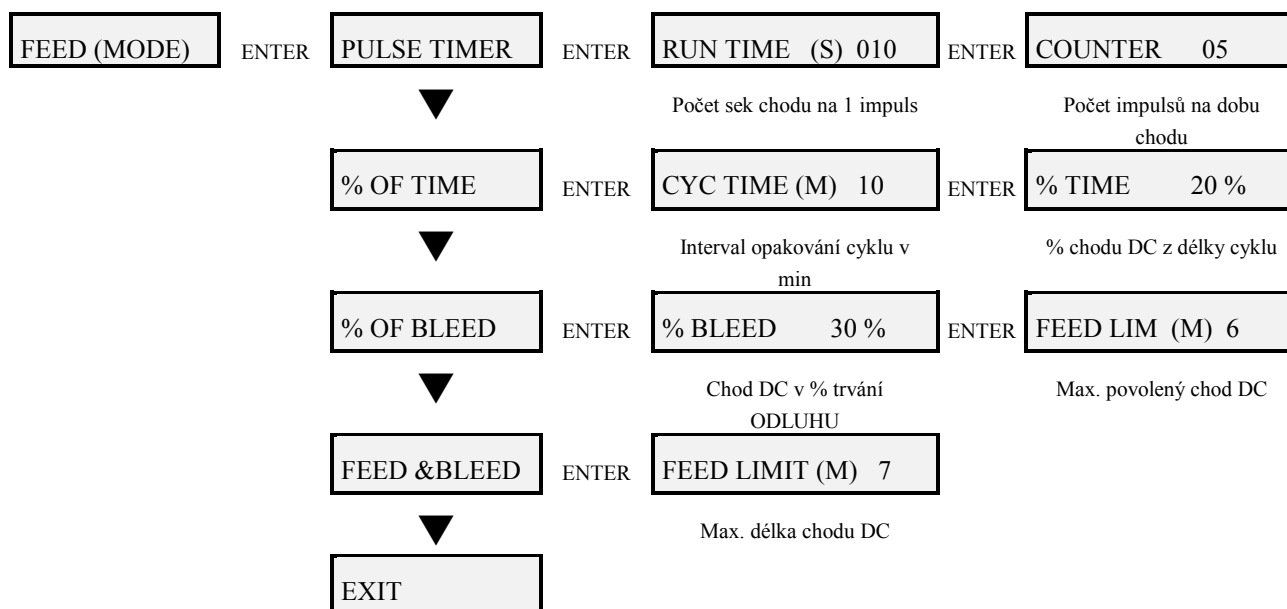 FEED (MODE) ENTER PULSE TIMER ENTER RUN TIME (S) 010 ENTER COUNTER 05
Počet sek chodu na 1 impuls
Počet impulsů na dobu
chodu
% OF TIME ENTER CYC TIME (M) 10 ENTER % TIME 20 %
Interval opakování cyklu v
min
% chodu DC z délky cyklu
% OF BLEED ENTER % BLEED 30 % ENTER FEED LIM (M) 6
Chod DC v % trvání
ODLUHU
Max. povolený chod DC
FEED &BLEED ENTER FEED LIMIT (M) 7
Max. délka chodu DC
EXIT